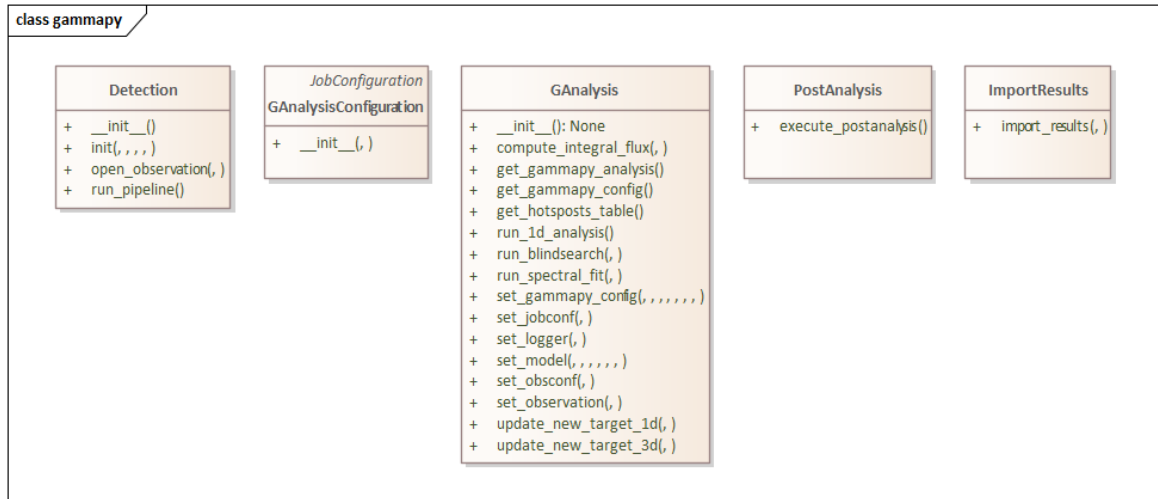 class gammapy
Detection
+ __init__()
+ init(, , , , )
+ open_observation(, )
+ run_pipeline()
JobConfiguration
GAnalysisConfiguration
+ __init__(, )
GAnalysis
+ __init__(): None
+ compute_integral_flux(, )
+ get_gammapy_analysis()
+ get_gammapy_config()
+ get_hotsposts_table()
+ run_1d_analysis()
+ run_blindsearch(, )
+ run_spectral_fit(, )
+ set_gammapy_config(, , , , , , , )
+ set_jobconf(, )
+ set_logger(, )
+ set_model(, , , , , , )
+ set_obsconf(, )
+ set_observation(, )
+ update_new_target_1d(, )
+ update_new_target_3d(, )
PostAnalysis
+ execute_postanalysis()
ImportResults
+ import_results(, )